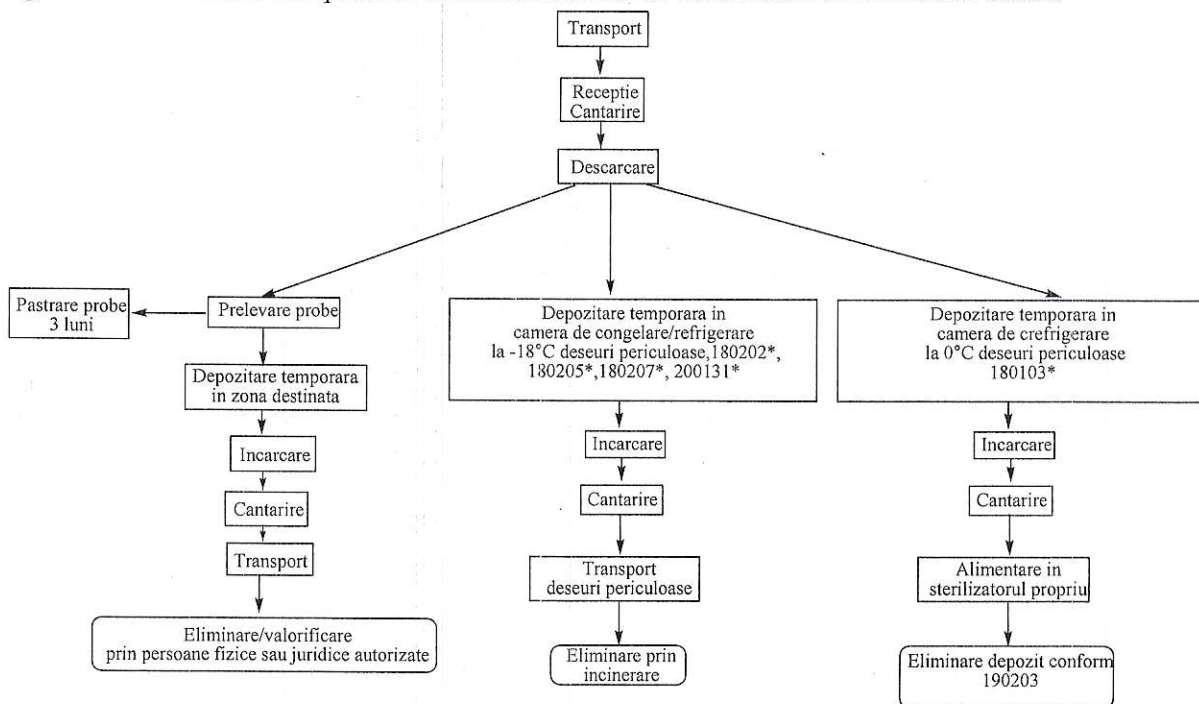 Transport
Receptie
Cantarire
Descarcare
Pastrare probe
3 luni
Prelevare probe
Depozitare temporara
in zona destinata
Incarcare
Cantarire
Transport
Eliminare/valorificare
prin persoane fizice sau juridice autorizate
Depozitare temporara in
camera de congelare/refrigerare
la -18°C deseuri periculoase,180202*,
180205*,180207*, 200131*
Incarcare
Cantarire
Transport
deseuri periculoase
Eliminare prin
incinerare
Depozitare temporara in
camera de crefrigerare
la 0°C deseuri periculoase
180103*
Incarcare
Cantarire
Alimentare in
sterilizatorul propriu
Eliminare depozit conform
190203